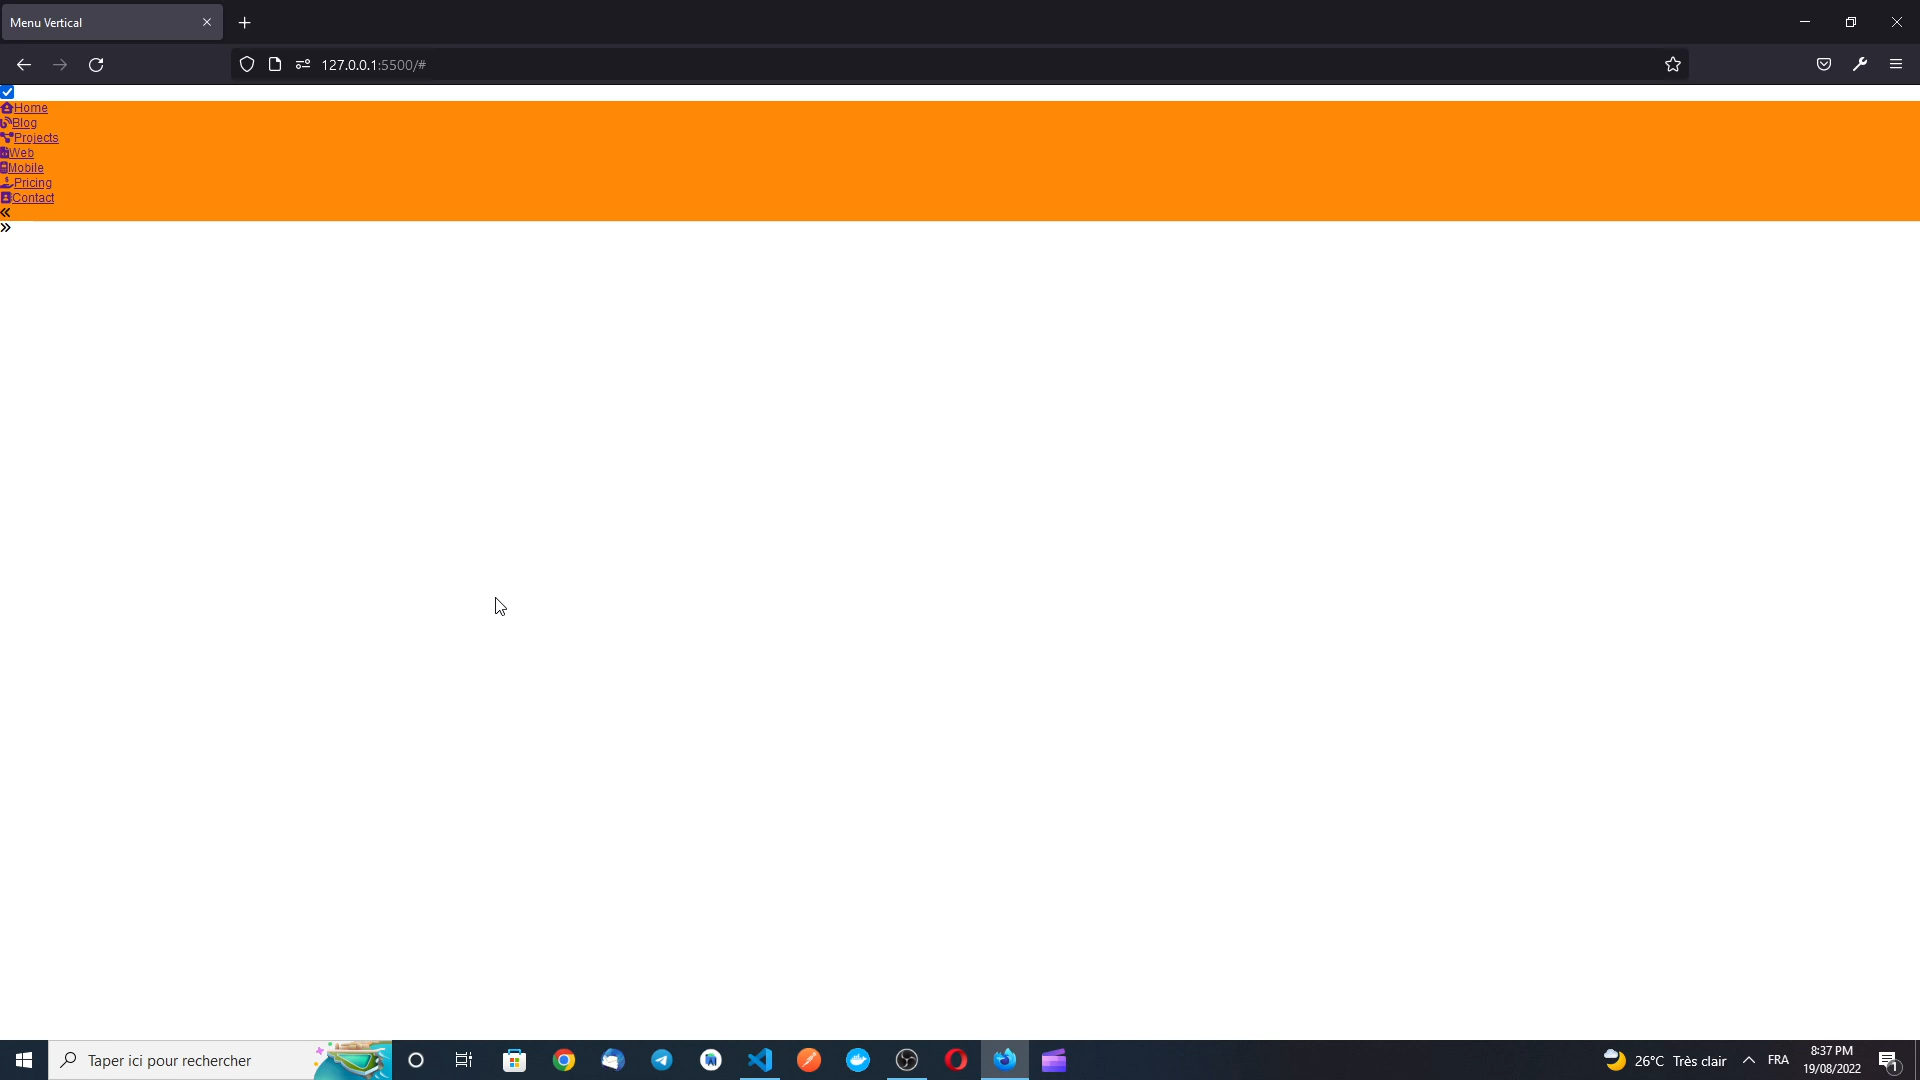 Menu Vertical
127.0.0.1:5500/#
Home
Blog
Projects
Web
Mobile
Pricing
Contact
«
»
Taper ici pour rechercher
26°C Très clair
FRA
8:37 PM
19/08/2022
1